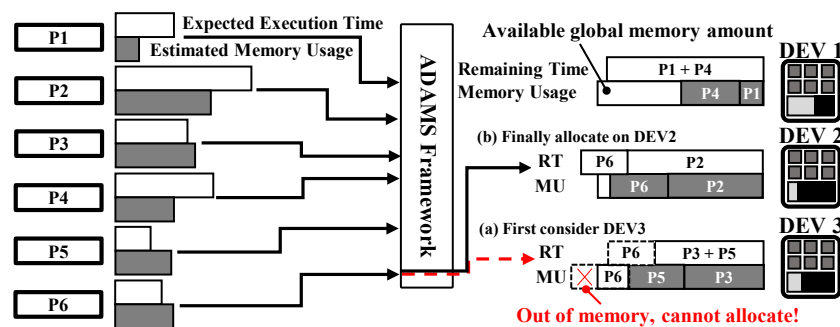 P1
Expected Execution Time
Estimated Memory Usage
P2
P3
P4
P5
P6
ADAMS Framework
Available global memory amount
DEV 1
Remaining Time
P1 + P4
Memory Usage
P4
P1
(b) Finally allocate on DEV2
DEV 2
RT
P6
P2
MU
P6
P2
(a) First consider DEV3
DEV 3
RT
P6
P3 + P5
MU
P6
P5
P3
Out of memory, cannot allocate!